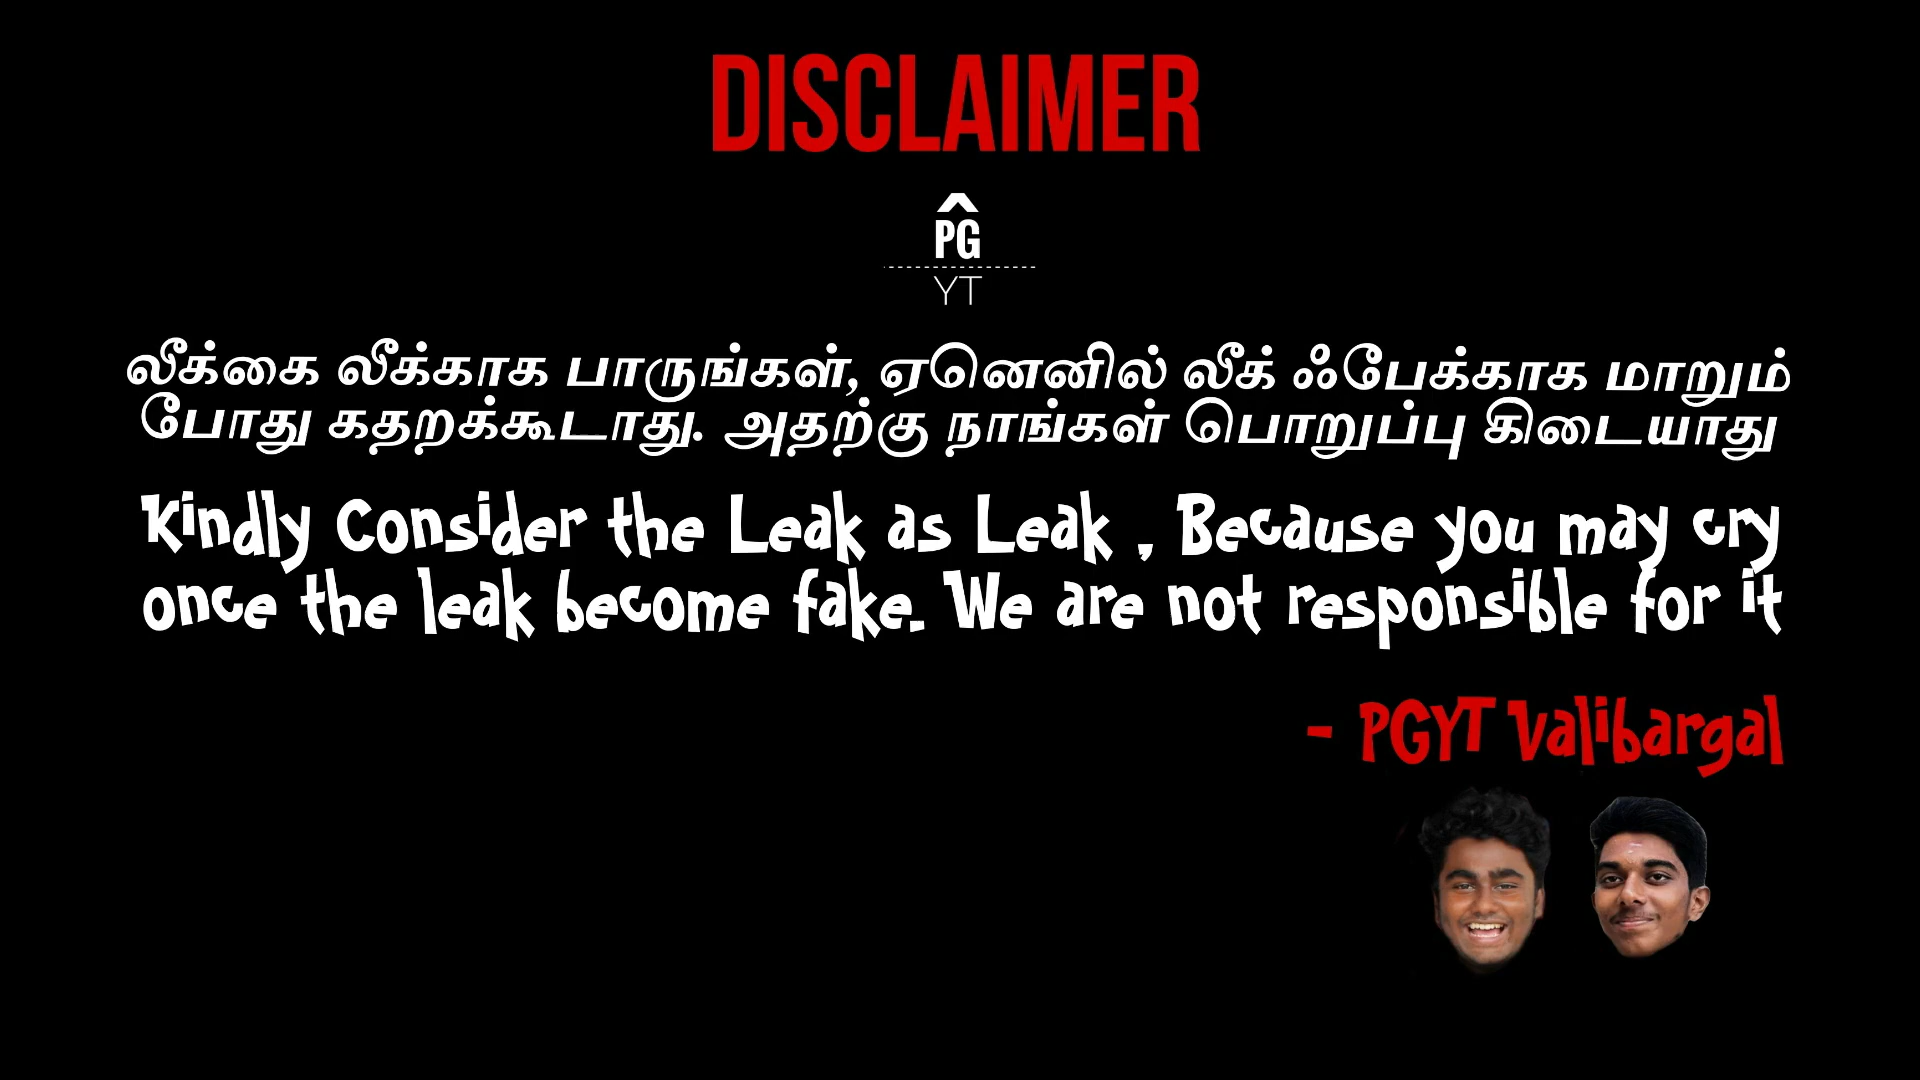 DISCLAIMER
PG
YT
லீக்கை லீக்காக பாருங்கள், ஏனெனில் லீக் ஃபேக்காக மாறும்
போது கதறக்கூடாது. அதற்கு நாங்கள் பொறுப்பு கிடையாது
Kindly Consider the Leak as Leak , Because you may cry
once the leak become fake. We are not responsible for it
- PGYT Valibargal